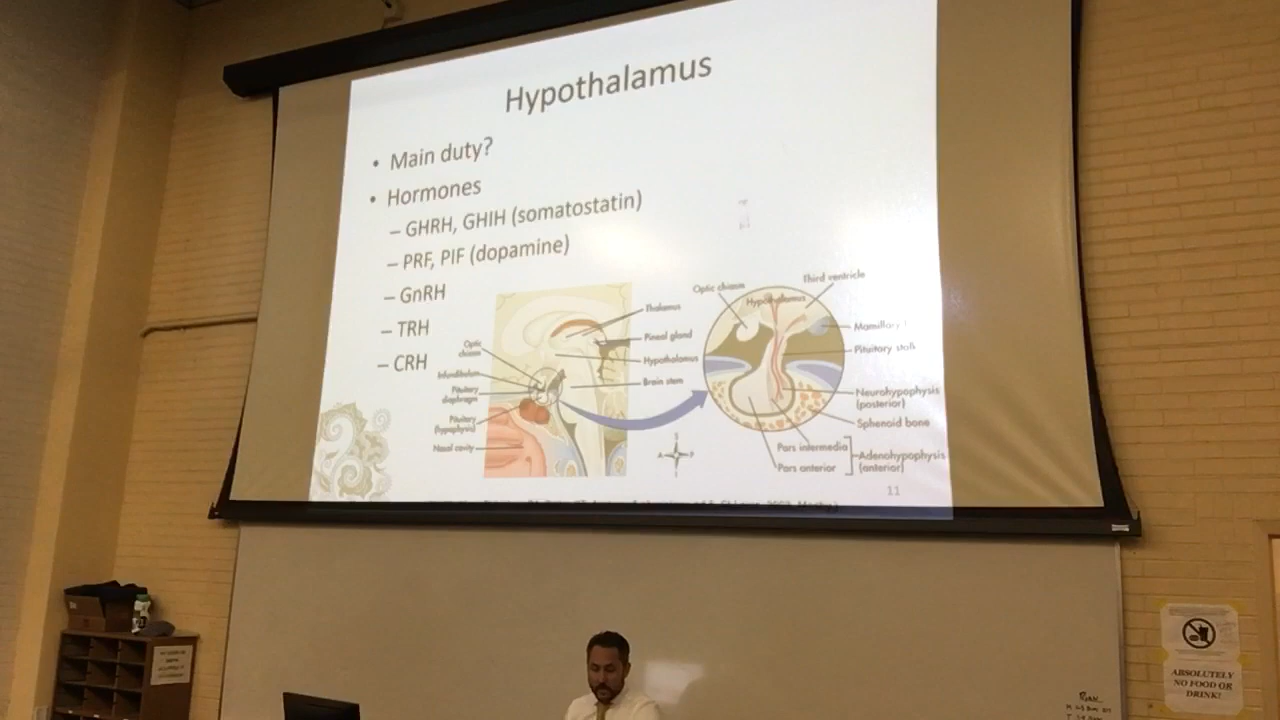 Hypothalamus
• Main duty?
• Hormones
– GHRH, GHIH (somatostatin)
– PRF, PIF (dopamine)
– GnRH
– TRH
– CRH
Optic
chiasm
Infundibulum
Pituitary
diaphragm
Pituitary
(hypophysis)
Nasal cavity
Thalamus
Pineal gland
Hypothalamus
Brain stem
S
A
P
Optic chiasm
Third ventricle
Hypothalamus
Mamillary
Pituitary stalk
Neurohypophysis
(posterior)
Sphenoid bone
Pars intermedia
Pars anterior
Adenohypophysis
(anterior)
11
ABSOLUTELY
NO FOOD OR
DRINK!